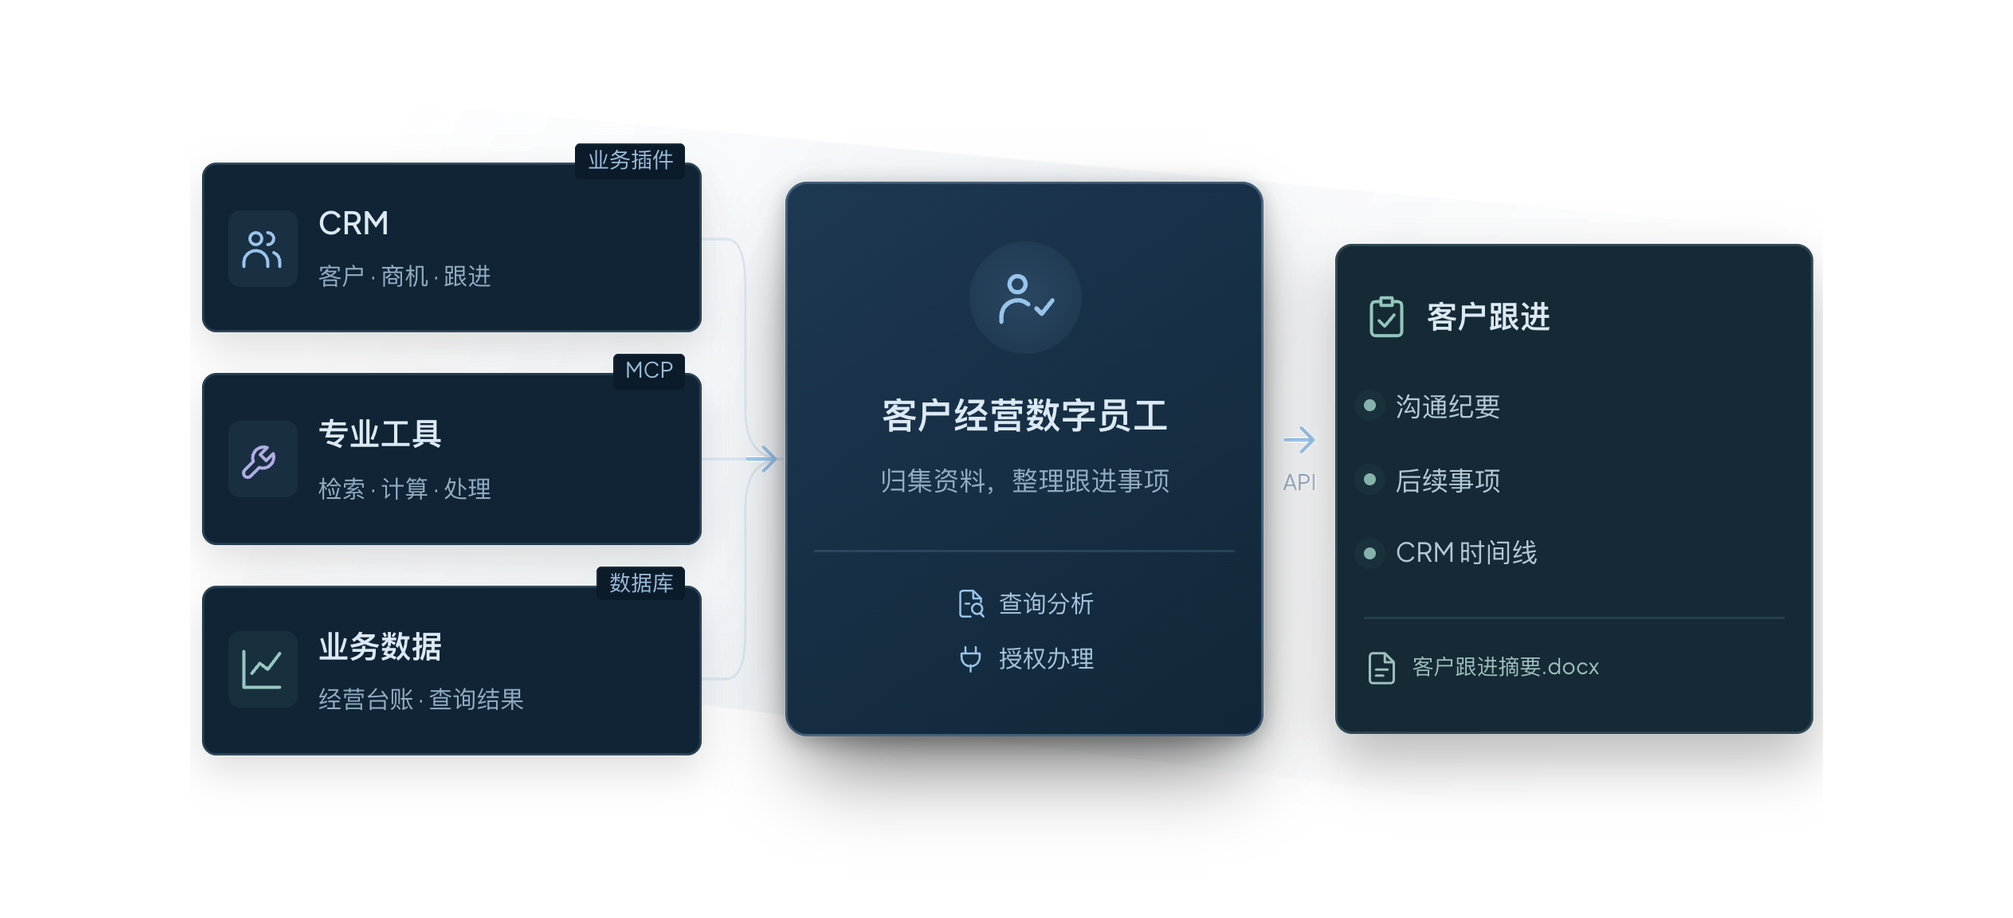 业务插件
CRM
客户 · 商机 · 跟进
MCP
专业工具
检索 · 计算 · 处理
数据库
业务数据
经营台账 · 查询结果
客户经营数字员工
归集资料，整理跟进事项
查询分析
授权办理
API
客户跟进
沟通纪要
后续事项
CRM 时间线
客户跟进摘要.docx